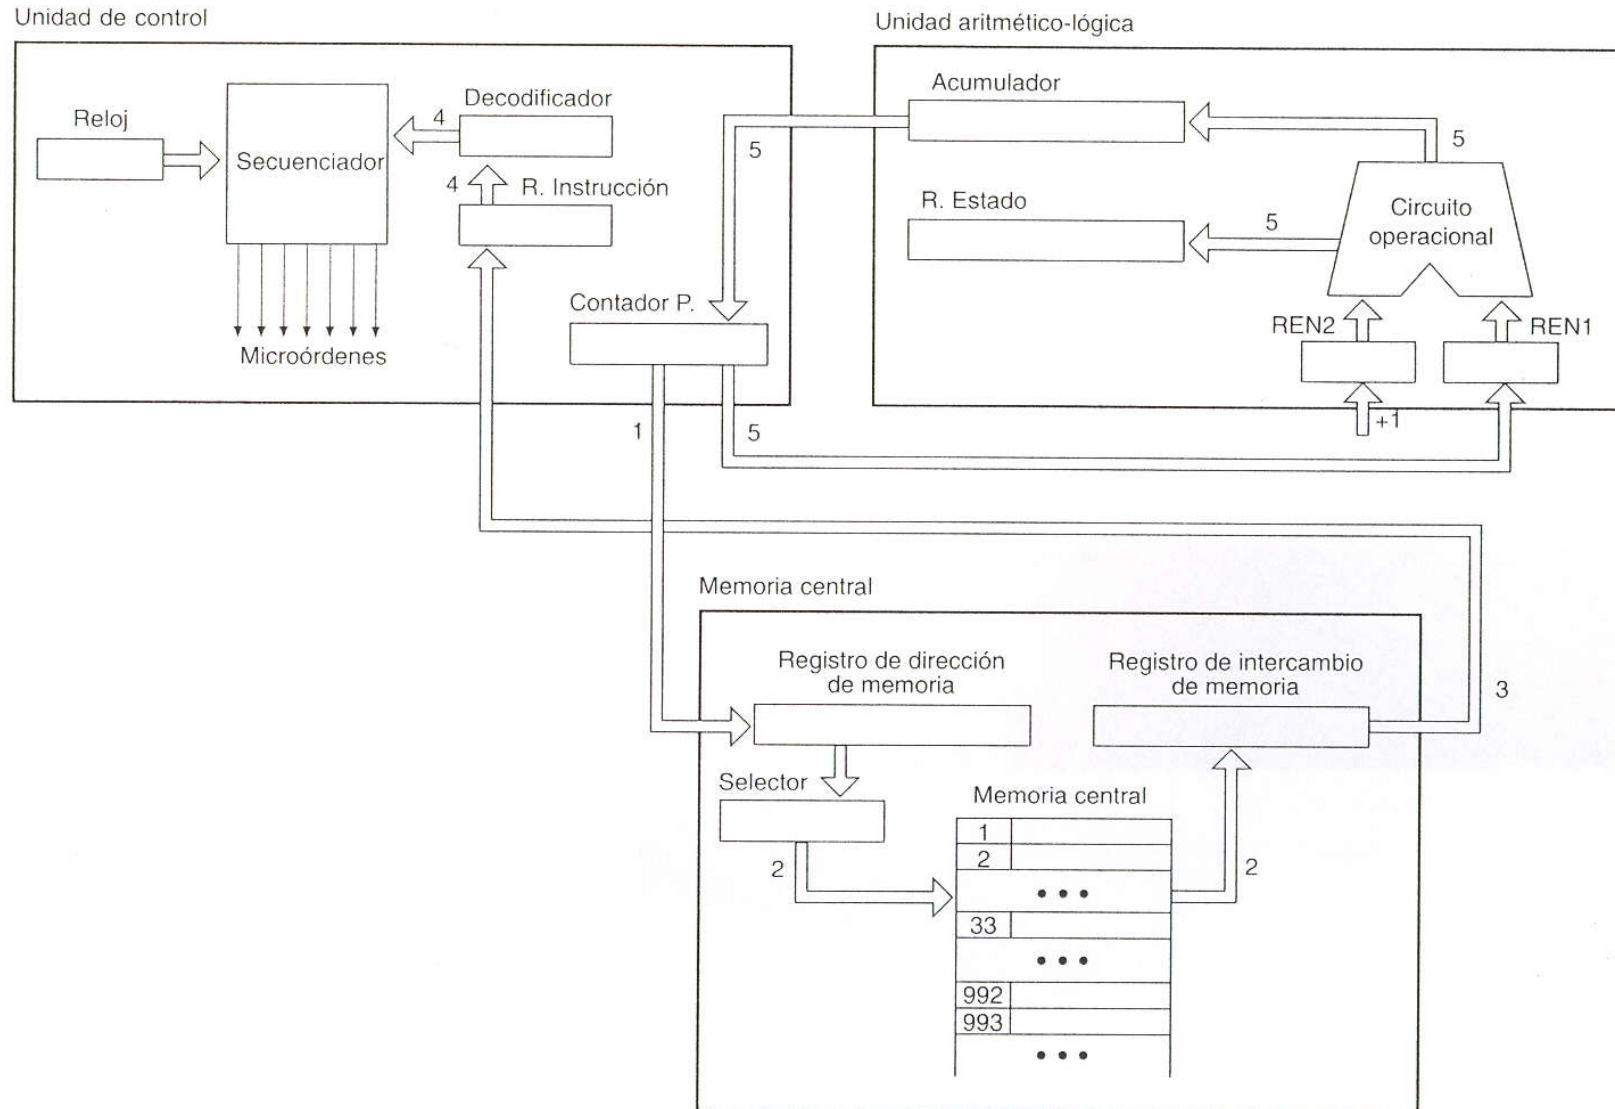 Unidad de control
Unidad aritmético-lógica
Reloj
Secuenciador
4
Decodificador
4
R. Instrucción
Microórdenes
Contador P.
5
Acumulador
5
R. Estado
5
Circuito
operacional
REN2
REN1
+1
1
5
Memoria central
Registro de dirección
de memoria
Registro de intercambio
de memoria
3
Selector
2
Memoria central
1
2
• • •
33
• • •
992
993
• • •
2